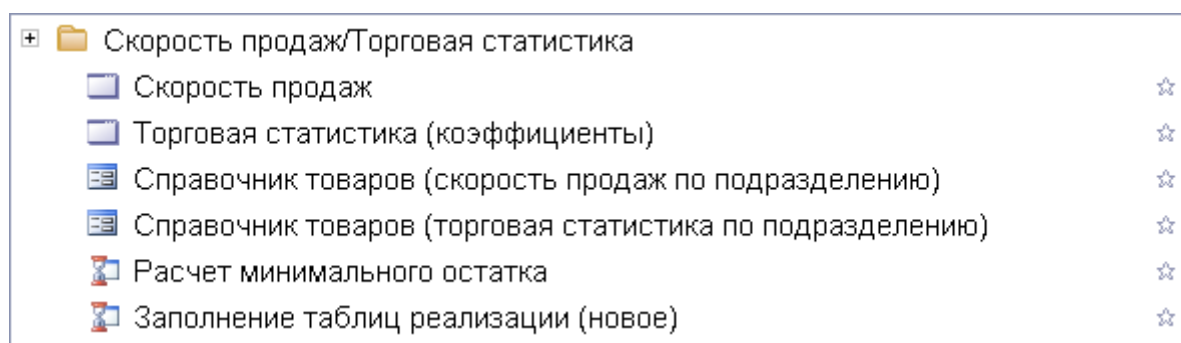 Скорость продаж/Торговая статистика
Скорость продаж
Торговая статистика (коэффициенты)
Справочник товаров (скорость продаж по подразделению)
Справочник товаров (торговая статистика по подразделению)
Расчет минимального остатка
Заполнение таблиц реализации (новое)